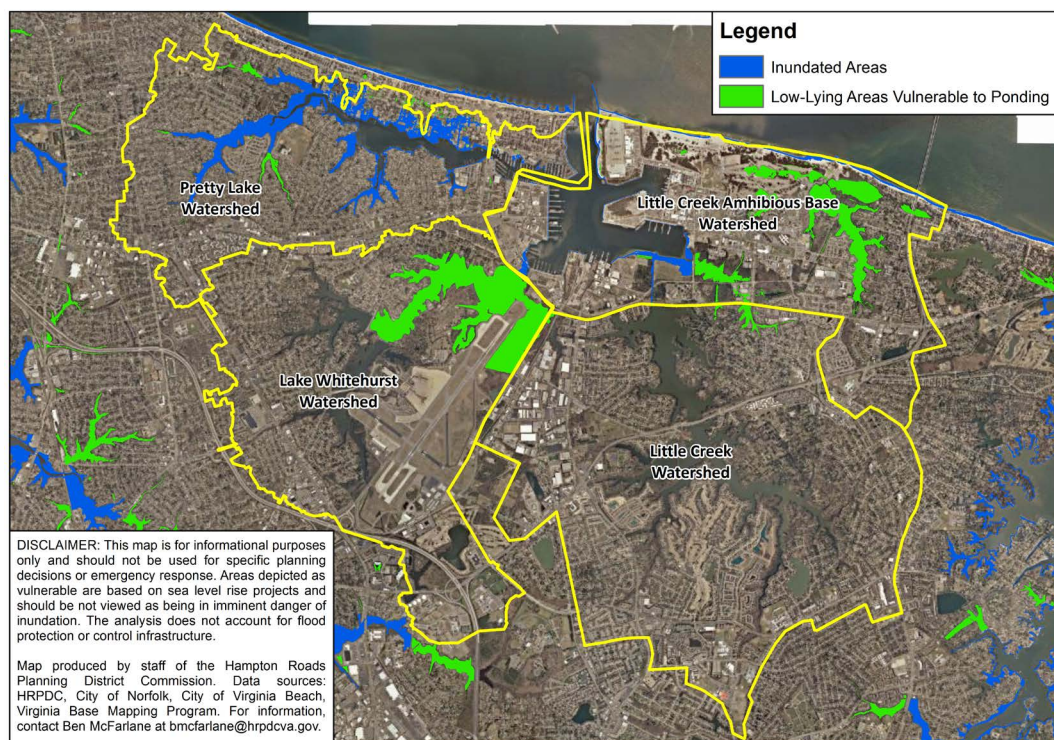 Legend
Inundated Areas
Low-Lying Areas Vulnerable to Ponding
Pretty Lake
Watershed
Little Creek Amhibious Base
Watershed
Lake Whitehurst
Watershed
Little Creek
Watershed
DISCLAIMER: This map is for informational purposes
only and should not be used for specific planning
decisions or emergency response. Areas depicted as
vulnerable are based on sea level rise projects and
should be not viewed as being in imminent danger of
inundation. The analysis does not account for flood
protection or control infrastructure.
Map produced by staff of the Hampton Roads
Planning District Commission. Data sources:
HRPDC, City of Norfolk, City of Virginia Beach,
Virginia Base Mapping Program. For information,
contact Ben McFarlane at bmcfarlane@hrpdcva.gov.